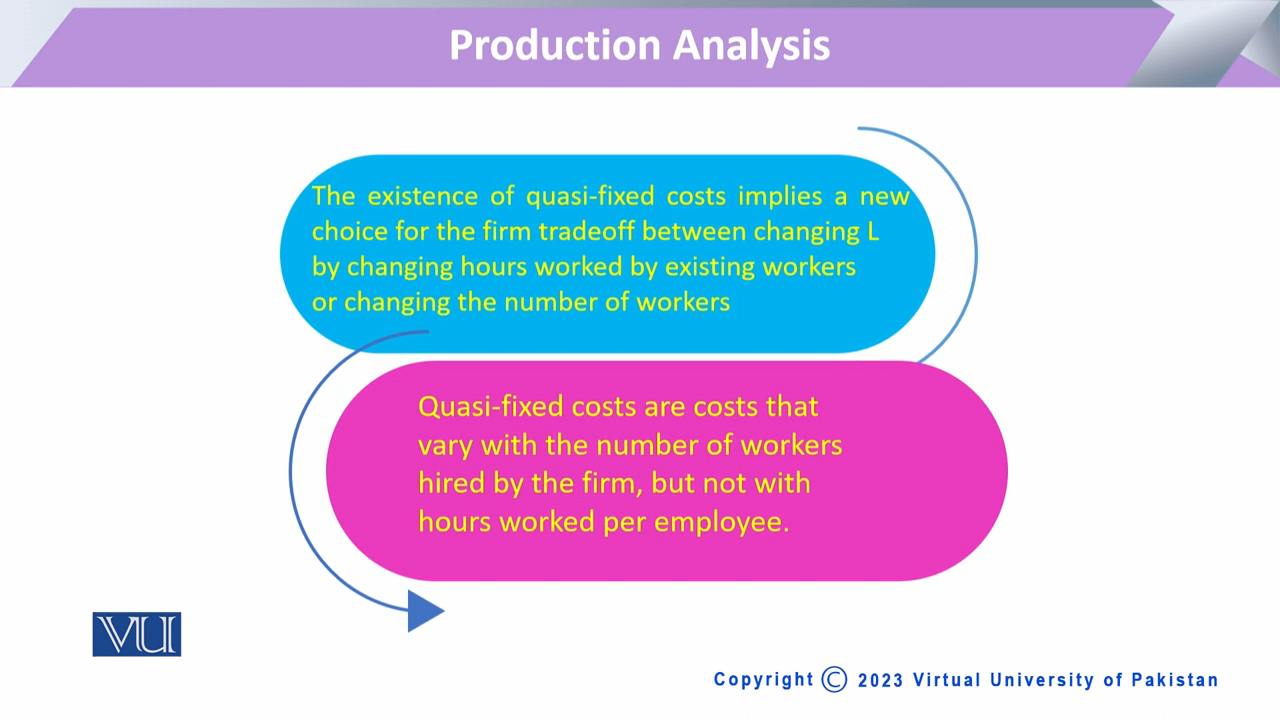 Production Analysis
The existence of quasi-fixed costs implies a new
choice for the firm tradeoff between changing L
by changing hours worked by existing workers
or changing the number of workers
Quasi-fixed costs are costs that
vary with the number of workers
hired by the firm, but not with
hours worked per employee.
VU
Copyright © 2023 Virtual University of Pakistan